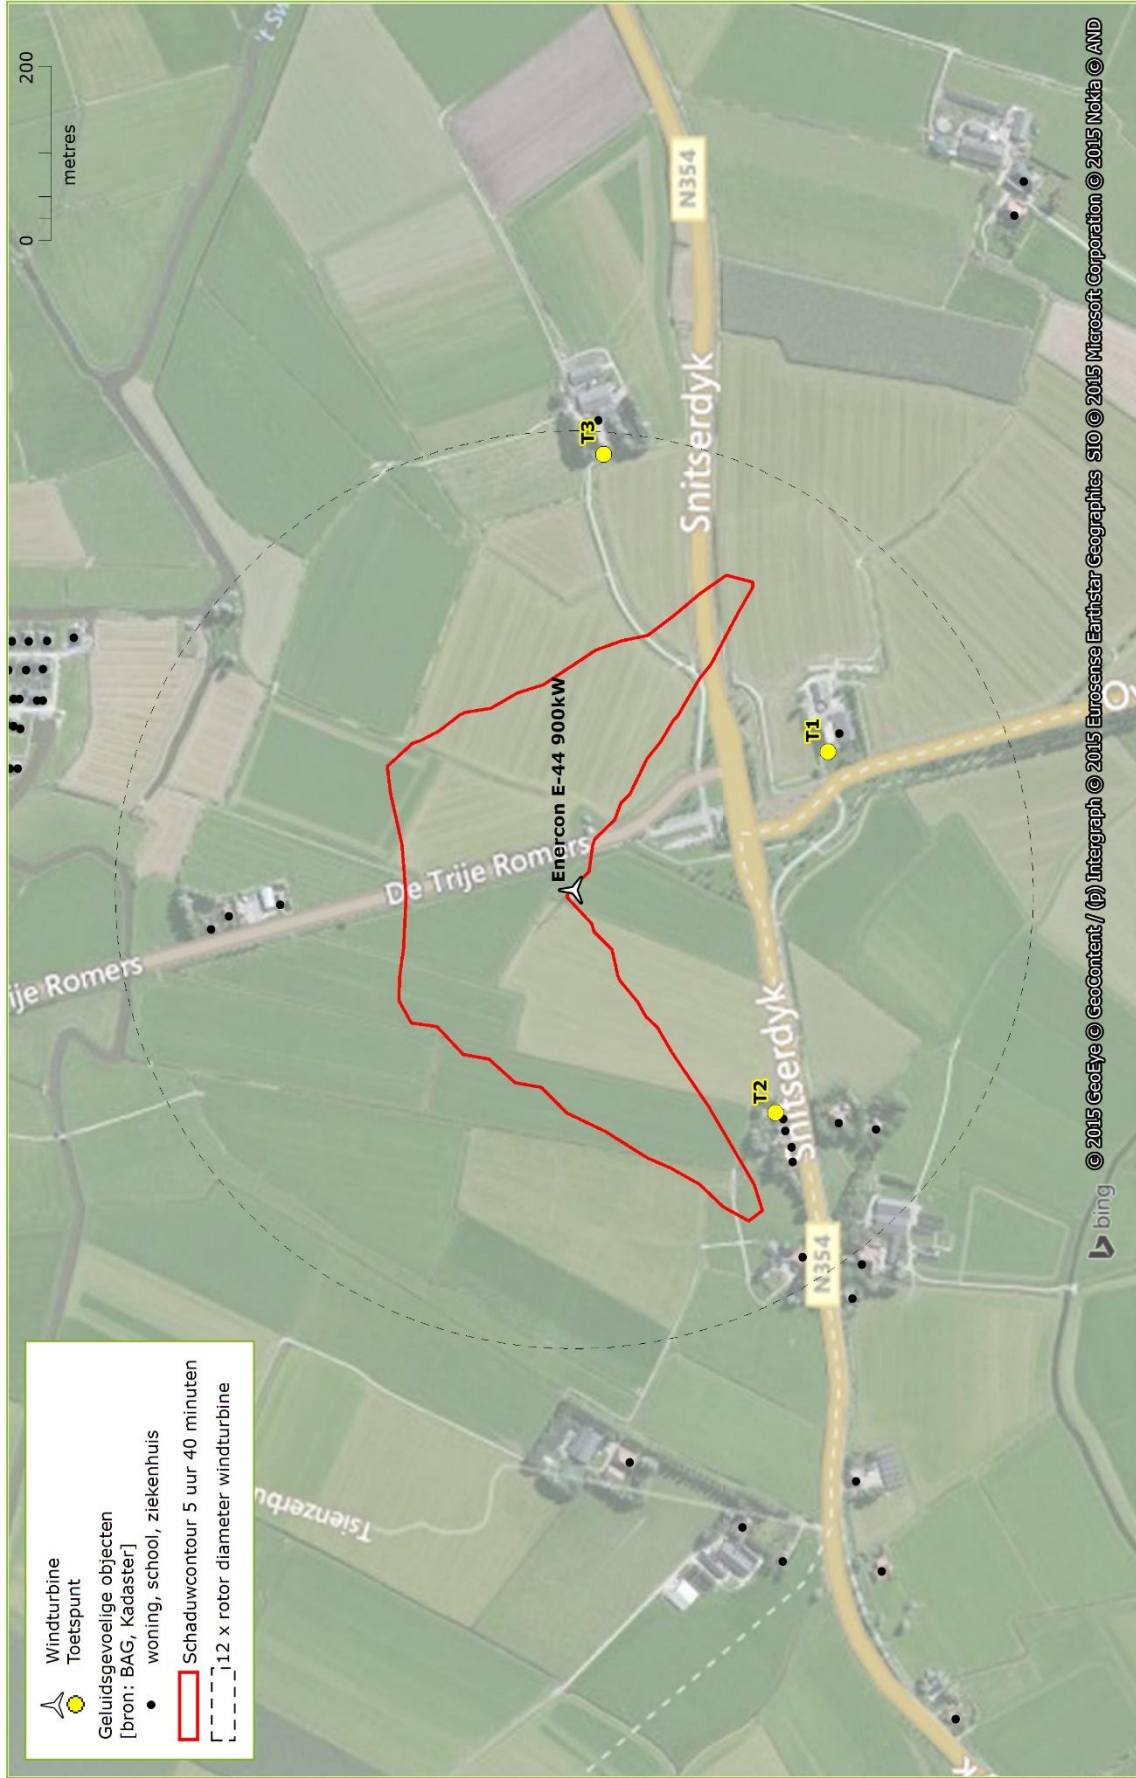 Windturbine
Toetspunt
Geluidsgevoelige objecten
[bron: BAG, Kadaster]
woning, school, ziekenhuis
Schaduwcontour 5 uur 40 minuten
12 x rotor diameter windturbine
0 200
metres
't Sw
ije Romers
De Trije Romers
Enercon E-44 900kW
T3
T1
T2
Tsienzerbu
N354
Snitserdyk
Snitserdyk
N354
k
bing
© 2015 GeoEye © GeoContent / (p) Intergraph © 2015 Eurosense Earthstar Geographics SIO © 2015 Microsoft Corporation © 2015 Nokia © AND